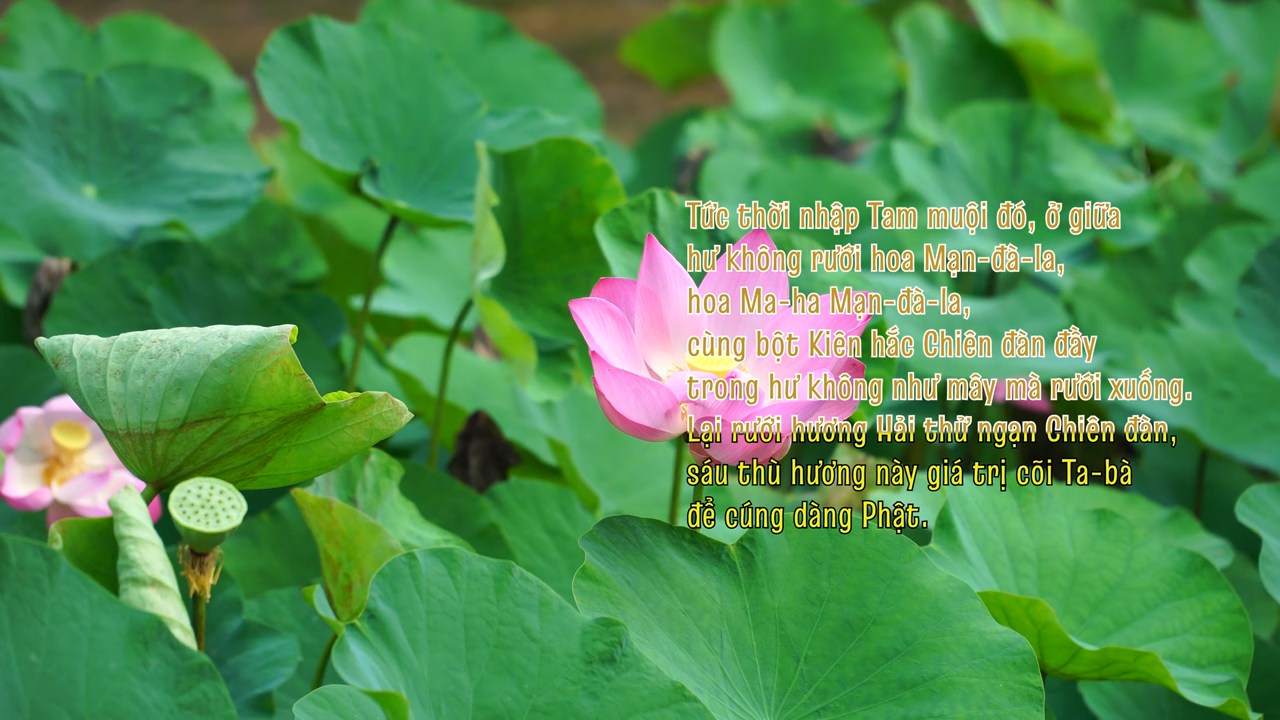 Tức thời nhập Tam muội đó, ở giữa
hư không rưới hoa Mạn-đà-la,
hoa Ma-ha Mạn-đà-la,
cùng bột Kiên hắc Chiên đàn đầy
trong hư không như mây mà rưới xuống.
Lại rưới hương Hải thử ngạn Chiên đàn,
sáu thù hương này giá trị cõi Ta-bà
để cúng dàng Phật.